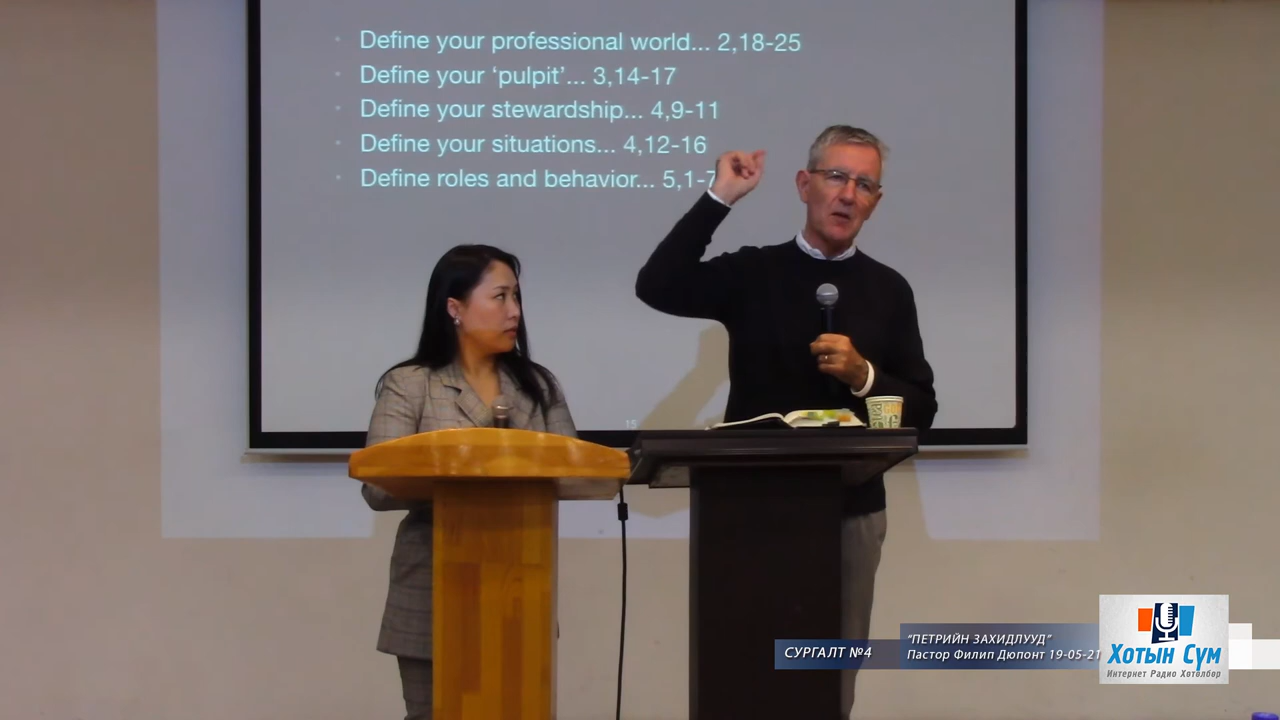 Define your professional world... 2,18-25
Define your ‘pulpit’... 3,14-17
Define your stewardship... 4,9-11
Define your situations... 4,12-16
Define roles and behavior... 5,1-7
15
СУРГАЛТ №4
"ПЕТРИЙН ЗАХИДЛУУД"
Пастор Филип Дюпонт 19-05-21
Хотын Сүм
Интернет Радио Хөтөлбөр